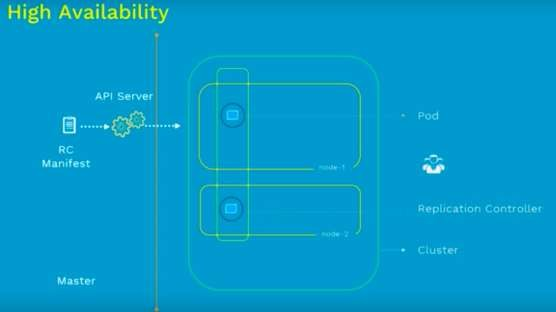 High Availability
API Server
RC
Manifest
Pod
node-1
Replication Controller
node-2
Cluster
Master